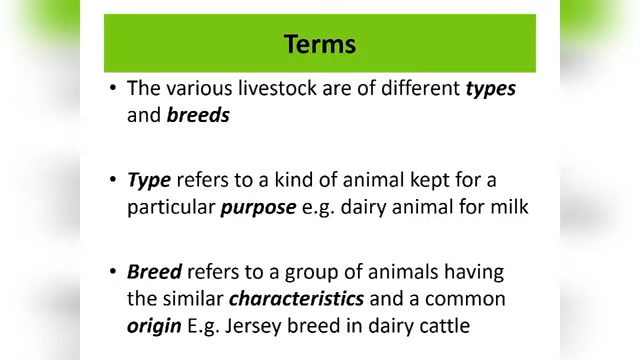 Terms
• The various livestock are of different types
and breeds
• Type refers to a kind of animal kept for a
particular purpose e.g. dairy animal for milk
• Breed refers to a group of animals having
the similar characteristics and a common
origin E.g. Jersey breed in dairy cattle